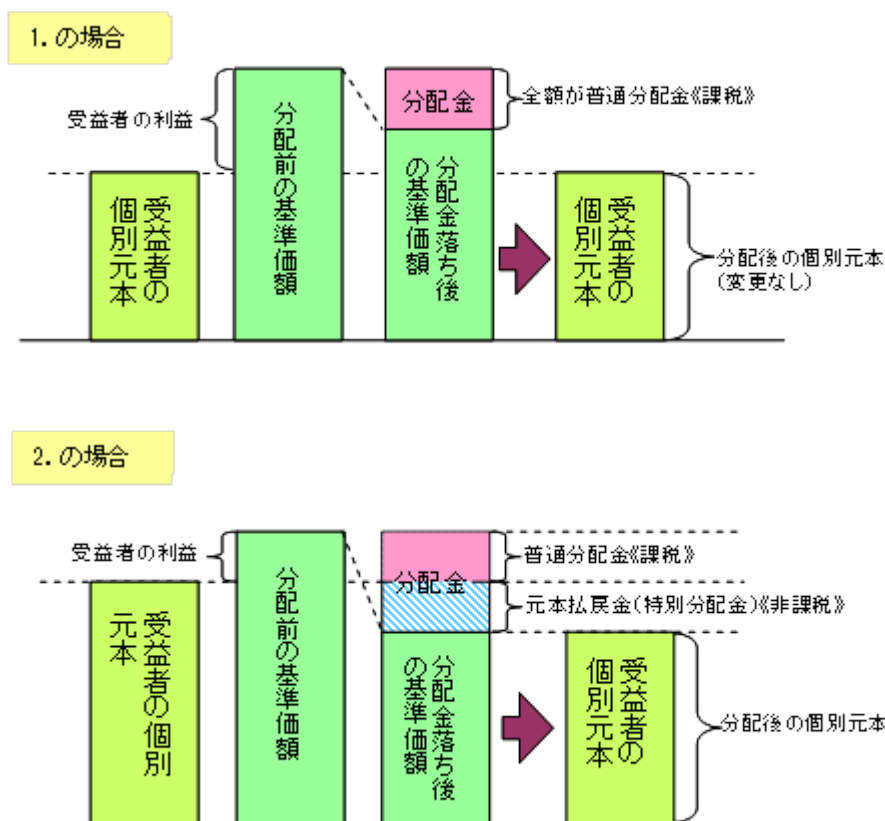 1.の場合
受益者の利益
分配前の基準価額
分配金
全額が普通分配金《課税》
受益者の
個別元本
分配金落ち後
の基準価額
受益者の
個別元本
分配後の個別元本
(変更なし)
2.の場合
受益者の利益
分配前の基準価額
分配金
普通分配金《課税》
元本払戻金(特別分配金)《非課税》
受益者の個別
元本
分配金落ち後
の基準価額
受益者の
個別元本
分配後の個別元本